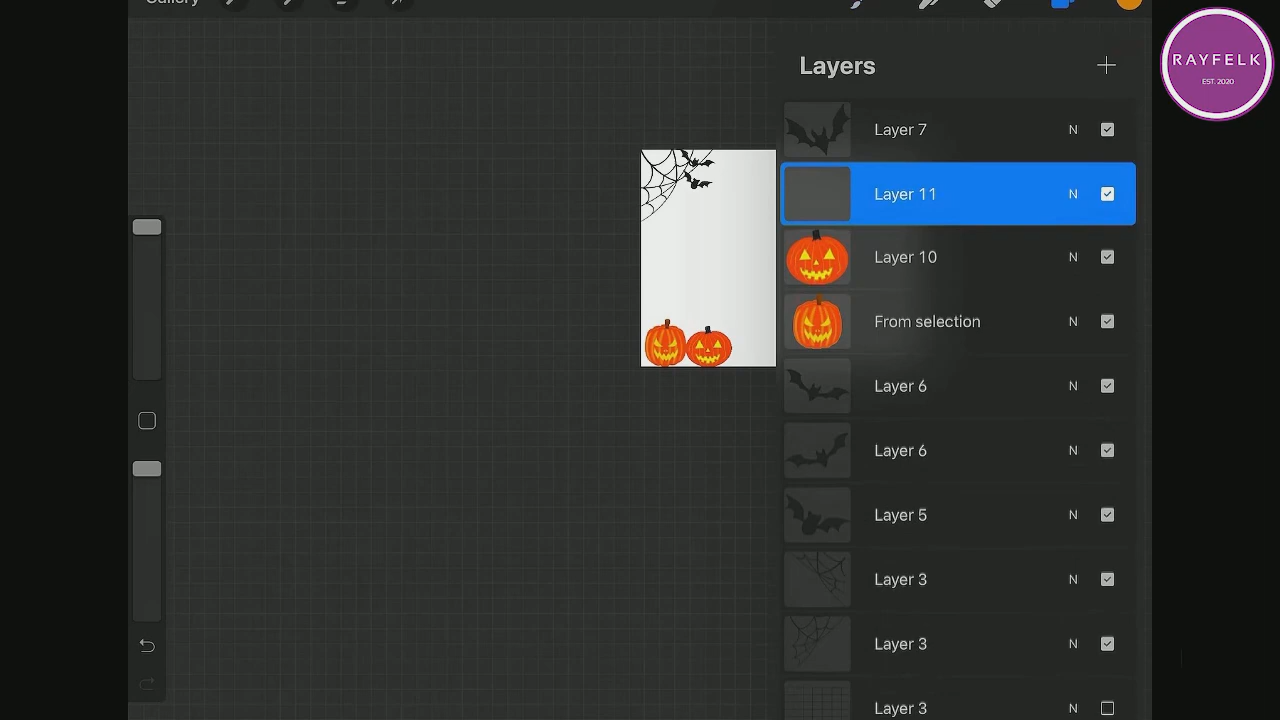 Gallery
RAYFELK
EST. 2020
Layers
Layer 7 N
Layer 11 N
Layer 10 N
From selection N
Layer 6 N
Layer 6 N
Layer 5 N
Layer 3 N
Layer 3 N
Layer 3 N